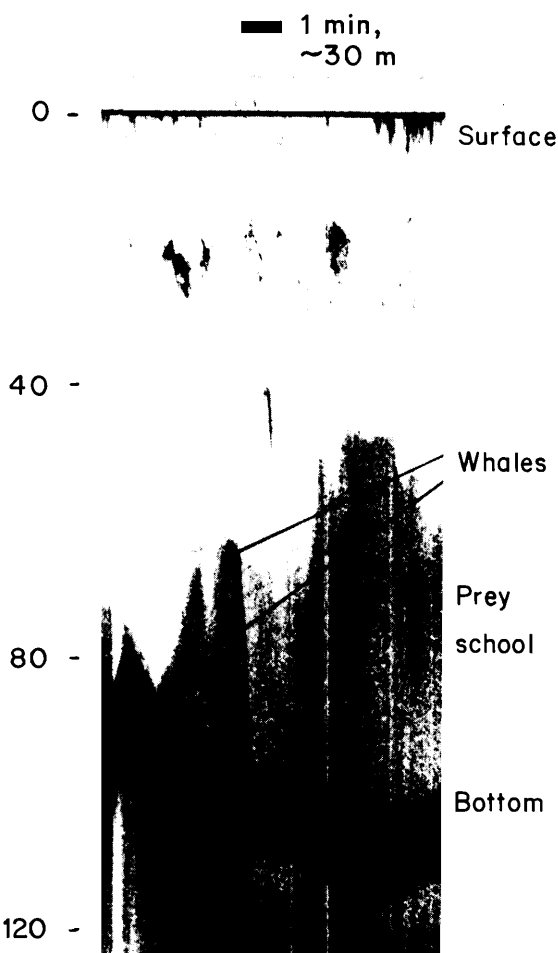 1 min,
~30 m
0 -
Surface
40 -
Whales
Prey
school
80 -
Bottom
120 -